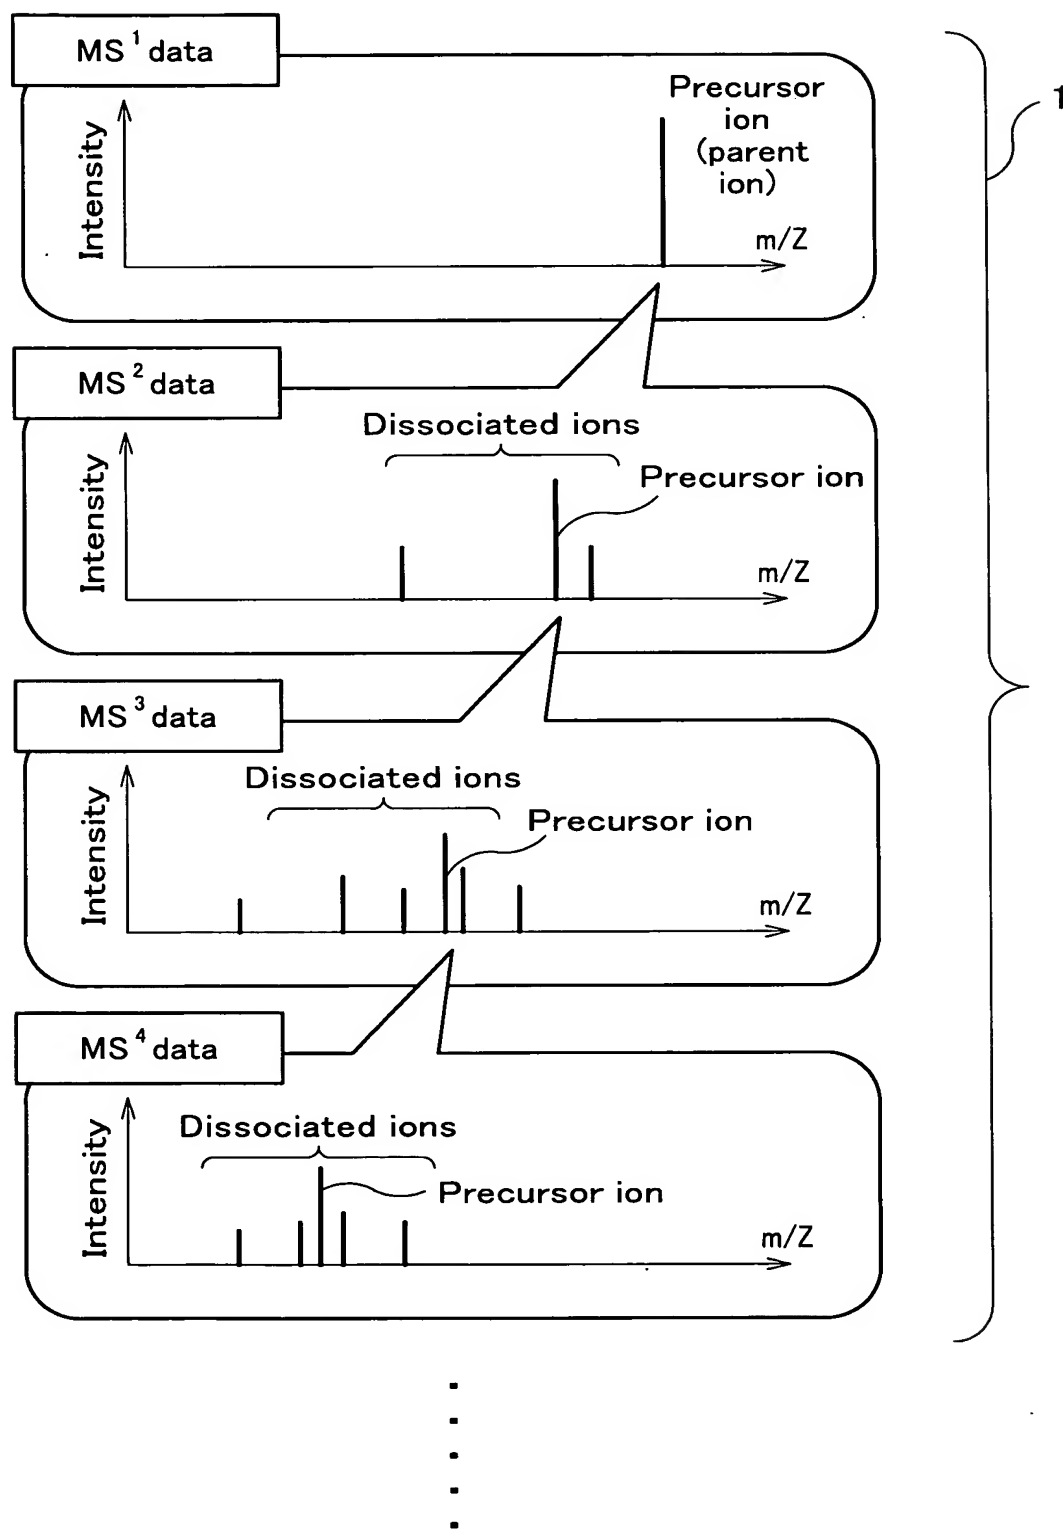 MS¹ data
Precursor
ion
(parent
ion)
Intensity
m/Z
1
MS² data
Dissociated ions
Precursor ion
Intensity
m/Z
MS³ data
Dissociated ions
Precursor ion
Intensity
m/Z
MS⁴ data
Dissociated ions
Precursor ion
Intensity
m/Z